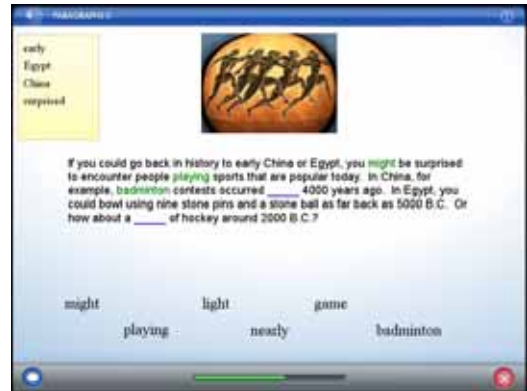 PARAGRAPHS C
early
Egypt
China
surprised
If you could go back in history to early China or Egypt, you might be surprised
to encounter people playing sports that are popular today. In China, for
example, badminton contests occurred _____ 4000 years ago. In Egypt, you
could bowl using nine stone pins and a stone ball as far back as 5000 B.C. Or
how about a _____ of hockey around 2000 B.C.?
might light game
playing nearly badminton